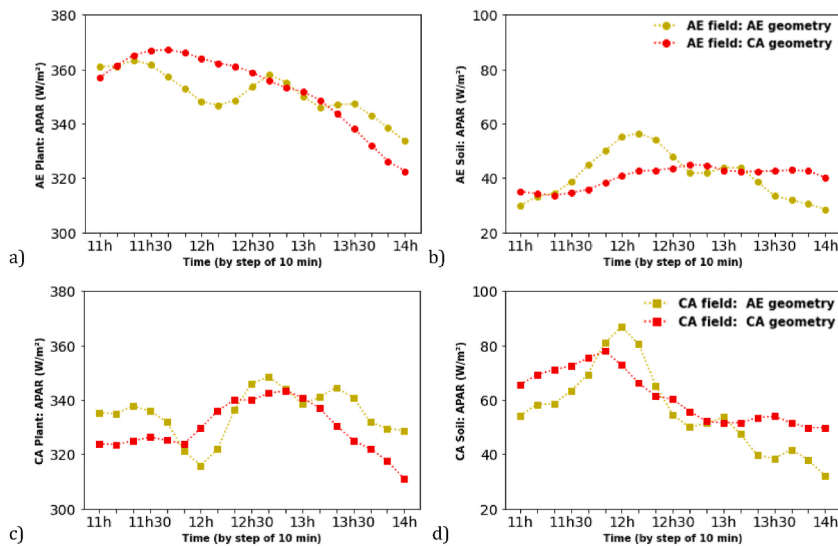 380
360
340
320
300
AE Plant: APAR (W/m²)
11h 11h30 12h 12h30 13h 13h30 14h
Time (by step of 10 min)
a)
100
80
60
40
20
AE Soil: APAR (W/m²)
AE field: AE geometry
AE field: CA geometry
11h 11h30 12h 12h30 13h 13h30 14h
Time (by step of 10 min)
b)
380
360
340
320
300
CA Plant: APAR (W/m²)
11h 11h30 12h 12h30 13h 13h30 14h
Time (by step of 10 min)
c)
100
80
60
40
20
CA Soil: APAR (W/m²)
CA field: AE geometry
CA field: CA geometry
11h 11h30 12h 12h30 13h 13h30 14h
Time (by step of 10 min)
d)